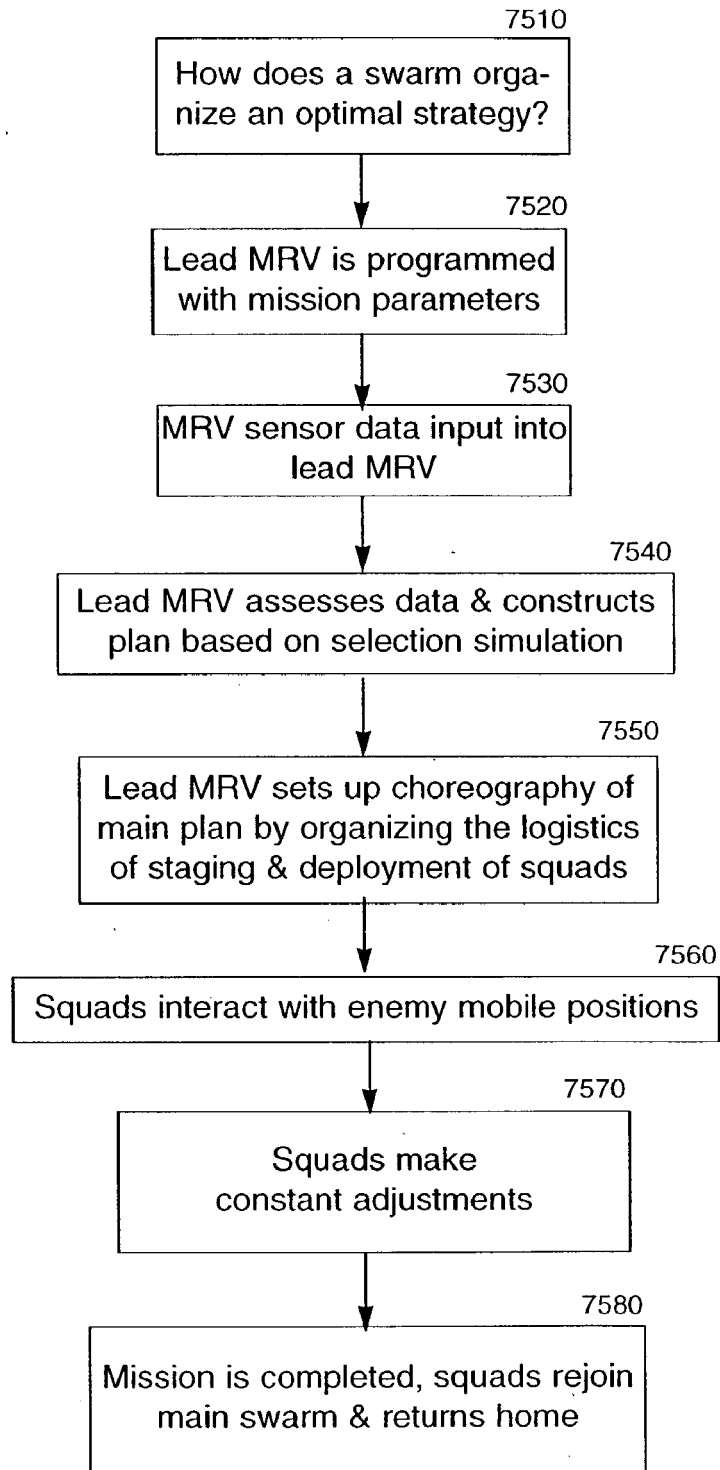 7510
How does a swarm orga-
nize an optimal strategy?
7520
Lead MRV is programmed
with mission parameters
7530
MRV sensor data input into
lead MRV
7540
Lead MRV assesses data & constructs
plan based on selection simulation
7550
Lead MRV sets up choreography of
main plan by organizing the logistics
of staging & deployment of squads
7560
Squads interact with enemy mobile positions
7570
Squads make
constant adjustments
7580
Mission is completed, squads rejoin
main swarm & returns home